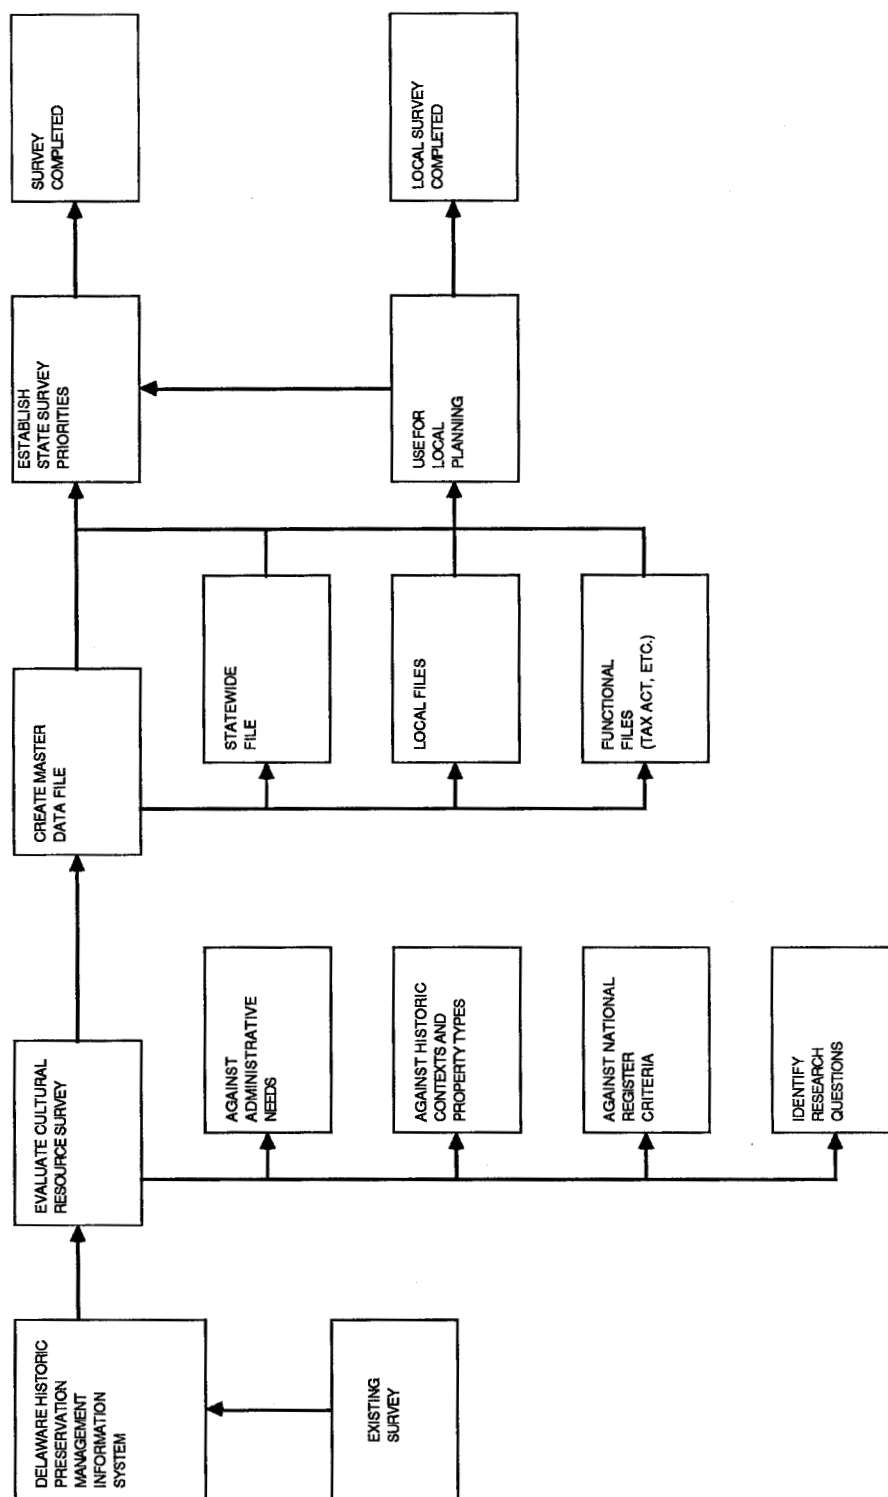 DELAWARE HISTORIC
PRESERVATION
MANAGEMENT
INFORMATION
SYSTEM
EXISTING
SURVEY
EVALUATE CULTURAL
RESOURCE SURVEY
AGAINST
ADMINISTRATIVE
NEEDS
AGAINST HISTORIC
CONTEXTS AND
PROPERTY TYPES
AGAINST NATIONAL
REGISTER
CRITERIA
IDENTIFY
RESEARCH
QUESTIONS
CREATE MASTER
DATA FILE
STATEWIDE
FILE
LOCAL FILES
FUNCTIONAL
FILES
(TAX ACT, ETC.)
ESTABLISH
STATE SURVEY
PRIORITIES
USE FOR
LOCAL
PLANNING
SURVEY
COMPLETED
LOCAL SURVEY
COMPLETED